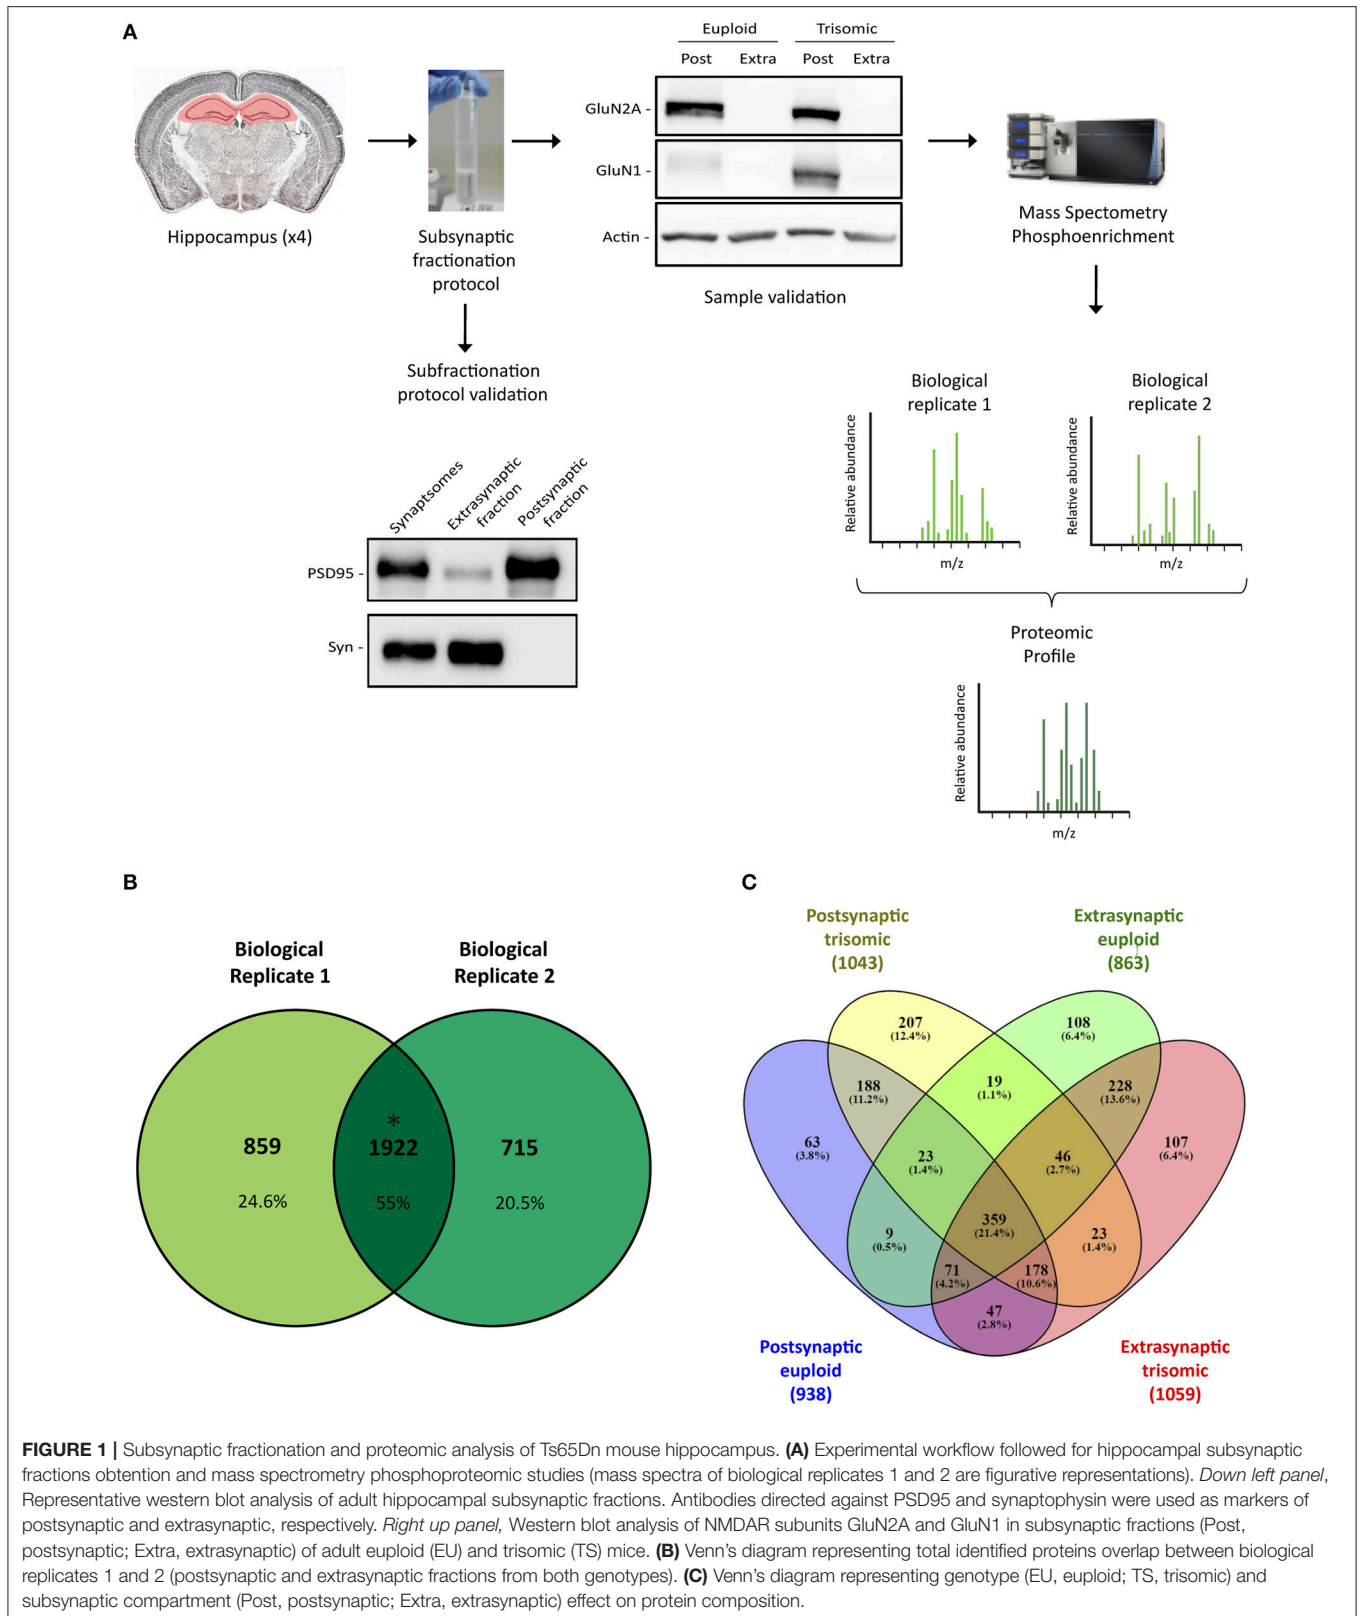 A
Euploid Trisomic
Post Extra Post Extra
GluN2A -
GluN1
Actin -
Hippocampus (x4)
Subsynaptic
fractionation
protocol
Sample validation
Mass Spectometry
Phosphoenrichment
Subfractionation
protocol validation
Synaptsomes
Extrasynaptic
fraction
Postsynaptic
fraction
PSD95 -
Syn -
Biological
replicate 1
Relative abundance
m/z
Biological
replicate 2
Relative abundance
m/z
Proteomic
Profile
Relative abundance
m/z
B
Biological
Replicate 1
Biological
Replicate 2
859
24.6%
*
1922
55%
715
20.5%
C
Postsynaptic
trisomic
(1043)
Extrasynaptic
euploid
(863)
207
(12.4%)
108
(6.4%)
188
(11.2%)
19
(1.1%)
228
(13.6%)
63
(3.8%)
23
(1.4%)
46
(2.7%)
107
(6.4%)
9
(0.5%)
359
(21.4%)
23
(1.4%)
71
(4.2%)
178
(10.6%)
47
(2.8%)
Postsynaptic
euploid
(938)
Extrasynaptic
trisomic
(1059)
FIGURE 1 | Subsynaptic fractionation and proteomic analysis of Ts65Dn mouse hippocampus. (A) Experimental workflow followed for hippocampal subsynaptic
fractions obtention and mass spectrometry phosphoproteomic studies (mass spectra of biological replicates 1 and 2 are figurative representations). Down left panel,
Representative western blot analysis of adult hippocampal subsynaptic fractions. Antibodies directed against PSD95 and synaptophysin were used as markers of
postsynaptic and extrasynaptic, respectively. Right up panel, Western blot analysis of NMDAR subunits GluN2A and GluN1 in subsynaptic fractions (Post,
postsynaptic; Extra, extrasynaptic) of adult euploid (EU) and trisomic (TS) mice. (B) Venn's diagram representing total identified proteins overlap between biological
replicates 1 and 2 (postsynaptic and extrasynaptic fractions from both genotypes). (C) Venn's diagram representing genotype (EU, euploid; TS, trisomic) and
subsynaptic compartment (Post, postsynaptic; Extra, extrasynaptic) effect on protein composition.